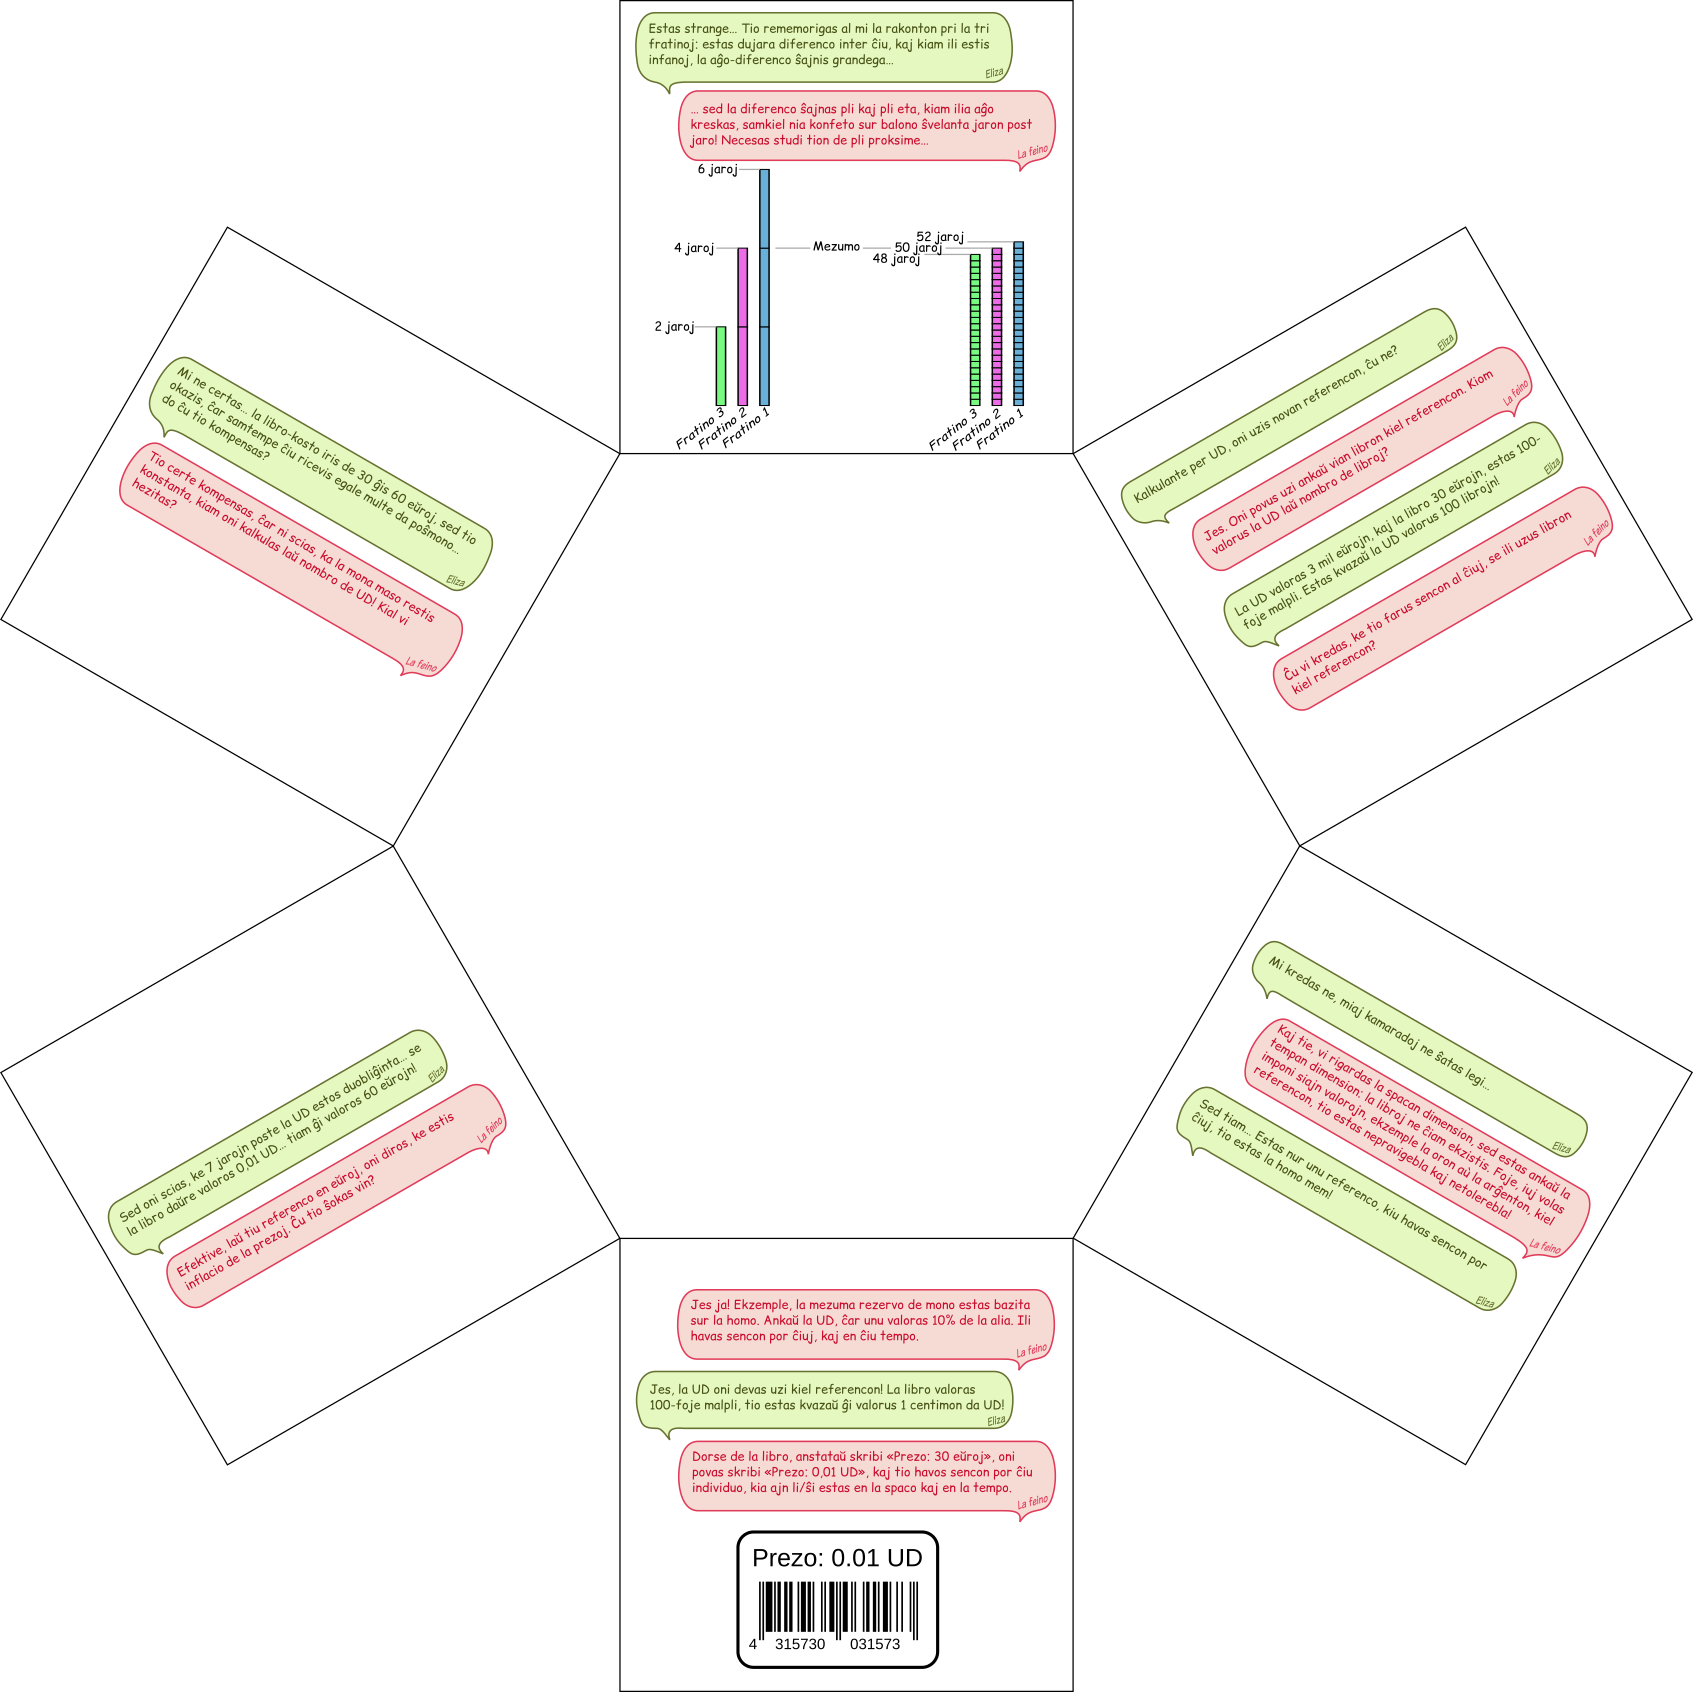 Estas strange... Tio rememorigas al mi la rakonton pri la tri
fratinoj: estas dujara diferenco inter ĉiu, kaj kiam ili estis
infanoj, la aĝo-diferenco ŝajnis grandega...
Eliza
... sed la diferenco ŝajnas pli kaj pli eta, kiam ilia aĝo
kreskas, samkiel nia konfeto sur balono ŝvelanta jaron post
jaro! Necesas studi tion de pli proksime...
La feino
6 jaroj
4 jaroj
2 jaroj
Mezumo
52 jaroj
50 jaroj
48 jaroj
Fratino 3
Fratino 2
Fratino 1
Fratino 3
Fratino 2
Fratino 1
Kalkulante per UD, oni uzis novan referencon, ĉu ne?
Eliza
Jes. Oni povus uzi ankaŭ vian libron kiel referencon. Kiom
valorus la UD laŭ nombro de libroj?
La feino
La UD valoras 3 mil eŭrojn, kaj la libro 30 eŭrojn, estas 100-
foje malpli. Estas kvazaŭ la UD valorus 100 librojn!
Eliza
Ĉu vi kredas, ke tio farus sencon al ĉiuj, se ili uzus libron
kiel referencon?
La feino
Mi kredas ne, miaj kamaradoj ne ŝatas legi...
Eliza
Kaj tie, vi rigardas la spacan dimension, sed estas ankaŭ la
tempan dimension: la libroj ne ĉiam ekzistis. Foje, iuj volas
imponi siajn valorojn, ekzemple la oron aù la arĝenton, kiel
referencon, tio estas nepravigebla kaj netolerebla!
La feino
Sed tiam... Estas nur unu referenco, kiu havas sencon por
ĉiuj, tio estas la homo mem!
Eliza
Jes ja! Ekzemple, la mezuma rezervo de mono estas bazita
sur la homo. Ankaŭ la UD, ĉar unu valoras 10% de la alia. Ili
havas sencon por ĉiuj, kaj en ĉiu tempo.
La feino
Jes, la UD oni devas uzi kiel referencon! La libro valoras
100-foje malpli, tio estas kvazaŭ ĝi valorus 1 centimon da UD!
Eliza
Dorse de la libro, anstataŭ skribi «Prezo: 30 eŭroj», oni
povas skribi «Prezo: 0,01 UD», kaj tio havos sencon por ĉiu
individuo, kia ajn li/ŝi estas en la spaco kaj en la tempo.
La feino
Prezo: 0.01 UD
4 315730 031573
Sed oni scias, ke 7 jarojn poste la UD estos duobliĝinta... se
la libro daŭre valoros 0,01 UD... tiam ĝi valoros 60 eŭrojn!
Eliza
Efektive, laŭ tiu referenco en eŭroj, oni diros, ke estis
inflacio de la prezoj. Ĉu tio ŝokas vin?
La feino
Mi ne certas... la libro-kosto iris de 30 ĝis 60 eŭroj, sed tio
okazis, ĉar samtempe ĉiu ricevis egale multe da poŝmono...
do ĉu tio kompensas?
Eliza
Tio certe kompensas, ĉar ni scias, ka la mona maso restis
konstanta, kiam oni kalkulas laŭ nombro de UD! Kial vi
hezitas?
La feino